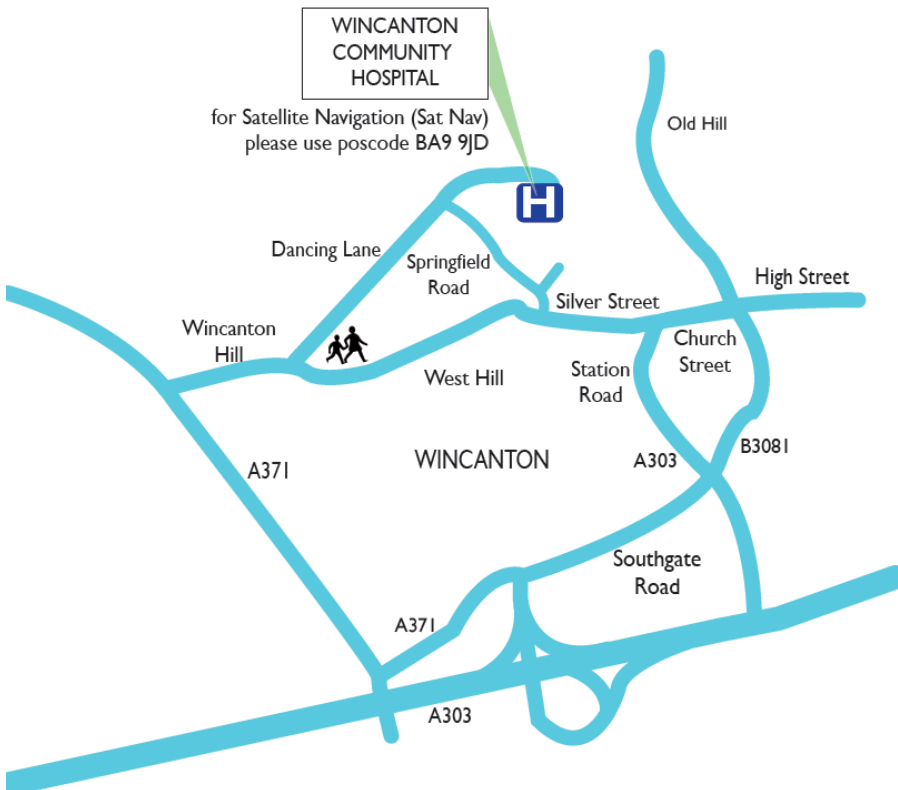 WINCANTON
COMMUNITY
HOSPITAL
for Satellite Navigation (Sat Nav)
please use poscode BA9 9JD
H
Old Hill
Dancing Lane
Springfield
Road
High Street
Silver Street
Wincanton
Hill
Church
Street
West Hill
Station
Road
WINCANTON
A303
B3081
A371
Southgate
Road
A371
A303